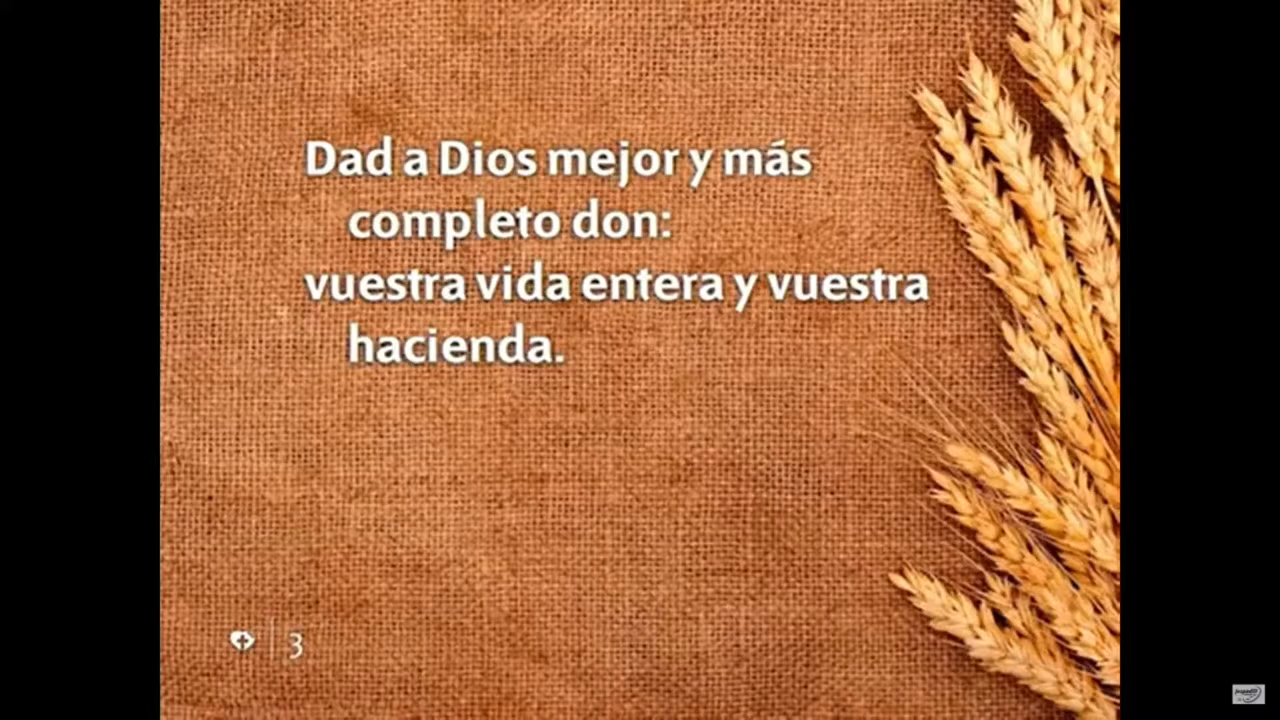 Dad a Dios mejor y más
completo don:
vuestra vida entera y vuestra
hacienda.
3